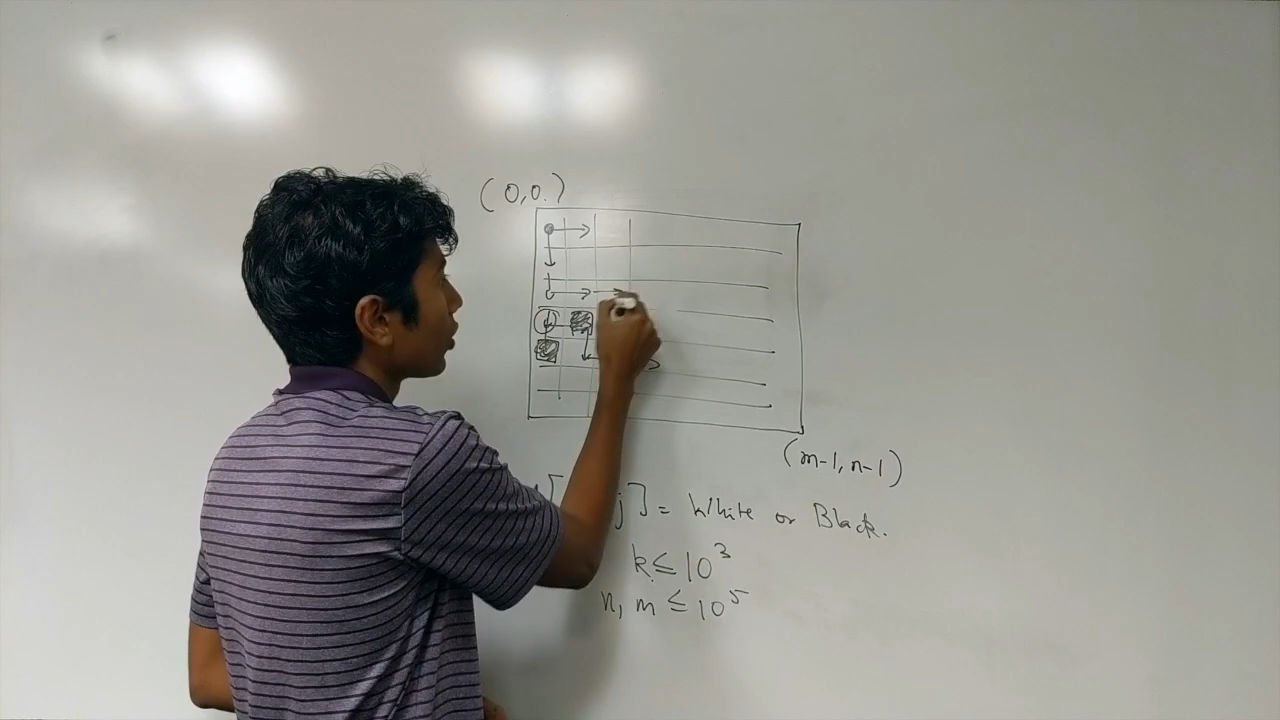 (0,0)
(m-1, n-1)
j] = White or Black.
k ≤ 10³
n, m ≤ 10⁵